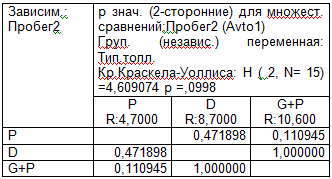 Зависим.:
Пробег2
p знач. (2-сторонние) для множест.
сравнений;Пробег2 (Avto1)
Груп. (независ.) переменная:
Тип.топл.
Кр.Краскела-Уоллиса: H ( 2, N= 15)
=4,609074 p =,0998
P
R:4,7000
D
R:8,7000
G+P
R:10,600
P
0,471898
0,110945
D
0,471898
1,000000
G+P
0,110945
1,000000